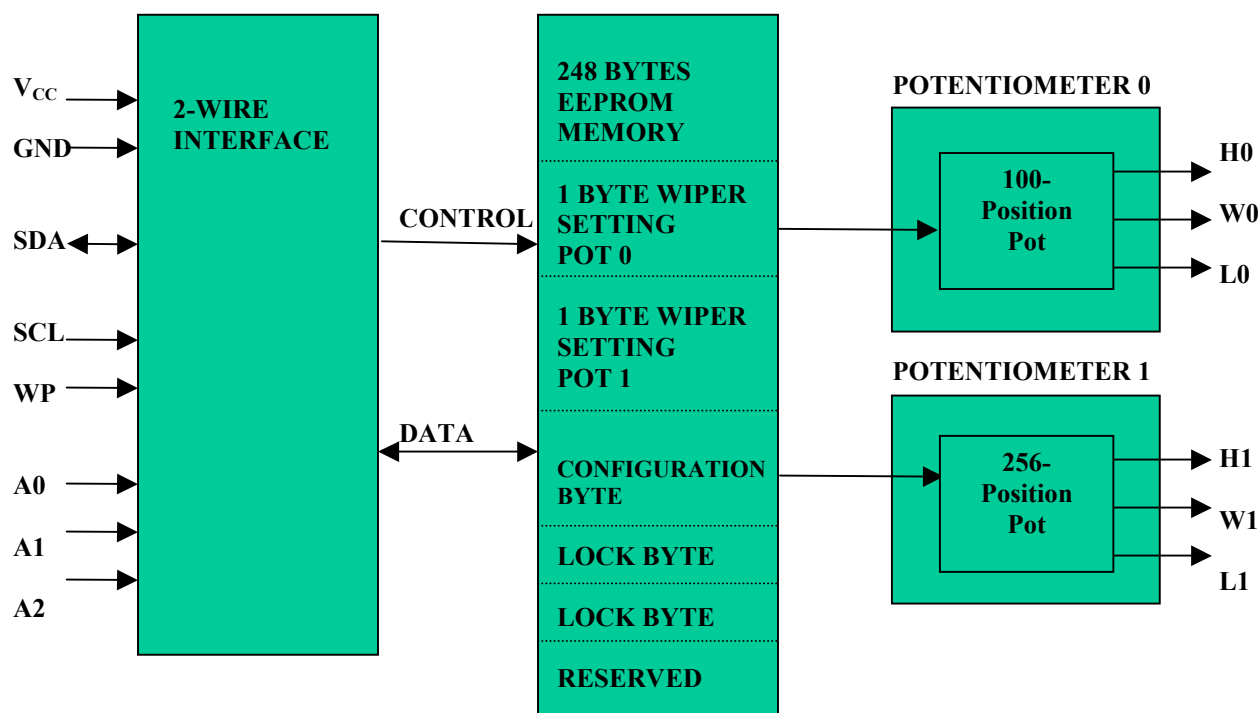 V_CC
GND
SDA
SCL
WP
A0
A1
A2
2-WIRE
INTERFACE
CONTROL
DATA
248 BYTES
EEPROM
MEMORY
1 BYTE WIPER
SETTING
POT 0
1 BYTE WIPER
SETTING
POT 1
CONFIGURATION
BYTE
LOCK BYTE
LOCK BYTE
RESERVED
POTENTIOMETER 0
100-
Position
Pot
H0
W0
L0
POTENTIOMETER 1
256-
Position
Pot
H1
W1
L1